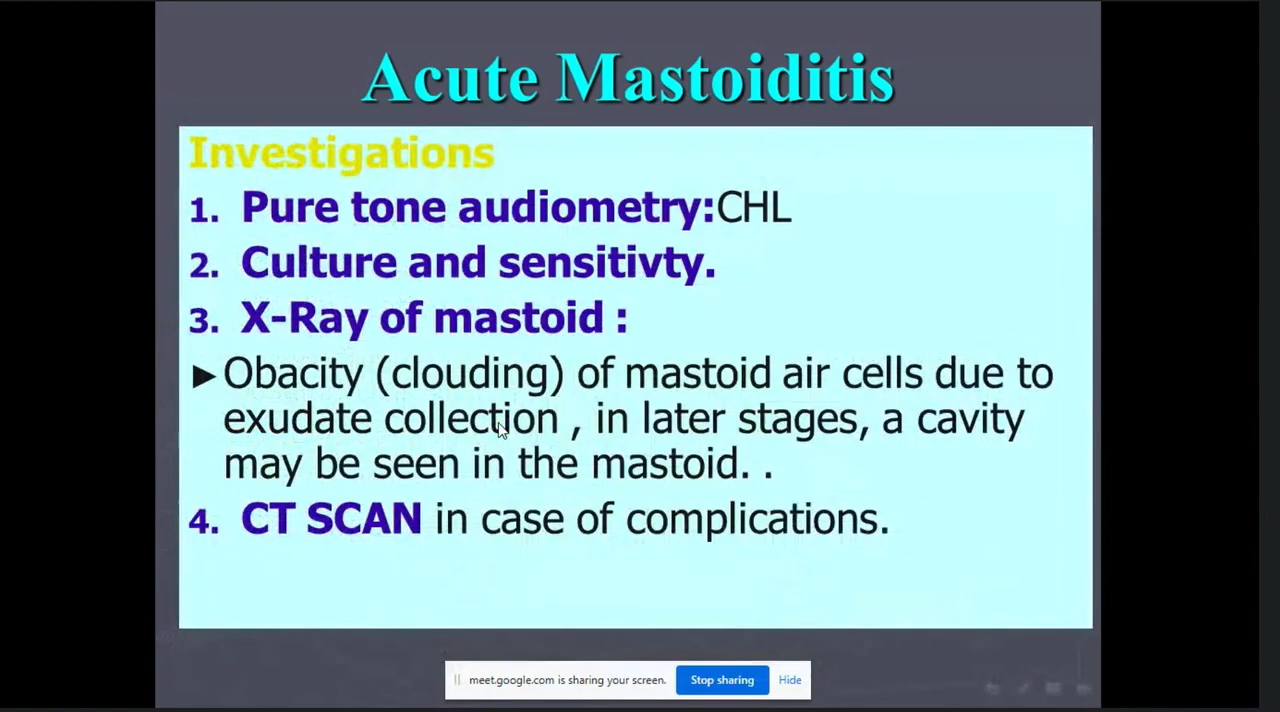 Acute Mastoiditis
Investigations
1. Pure tone audiometry:CHL
2. Culture and sensitivty.
3. X-Ray of mastoid :
►Obacity (clouding) of mastoid air cells due to
exudate collection , in later stages, a cavity
may be seen in the mastoid. .
4. CT SCAN in case of complications.
meet.google.com is sharing your screen. Stop sharing Hide